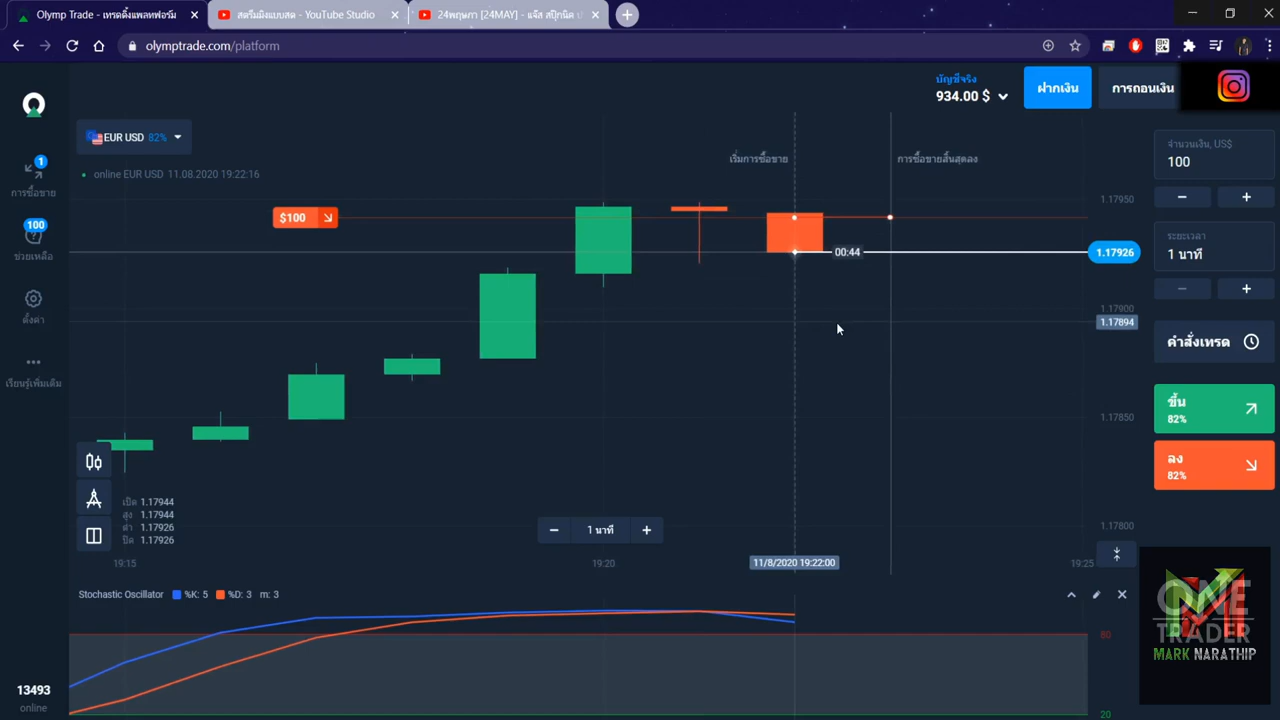 Olymp Trade - เทรดดิ้งแพลทฟอร์ม
สตรีมมิงแบบสด - YouTube Studio
24พฤษภา [24MAY] - แจ๊ส สปุ๊กนิค
olymptrade.com/platform
บัญชีจริง
934.00 $
ฝากเงิน
การถอนเงิน
EUR USD 82%
online EUR USD 11.08.2020 19:22:16
เริ่มการซื้อขาย
การซื้อขายสิ้นสุดลง
1
การซื้อขาย
100
ช่วยเหลือ
ตั้งค่า
เรียนรู้เพิ่มเติม
13493
online
$100
00:44
1.17950
1.17926
1.17900
1.17894
1.17850
1.17800
จำนวนเงิน, US$
100
ระยะเวลา
1 นาที
คำสั่งเทรด
ขึ้น
82%
ลง
82%
เปิด 1.17944
สูง 1.17944
ต่ำ 1.17926
ปิด 1.17926
1 นาที
19:15
19:20
11/8/2020 19:22:00
19:25
Stochastic Oscillator %K: 5 %D: 3 m: 3
80
20
ONE
TRADER
MARK NARATHIP